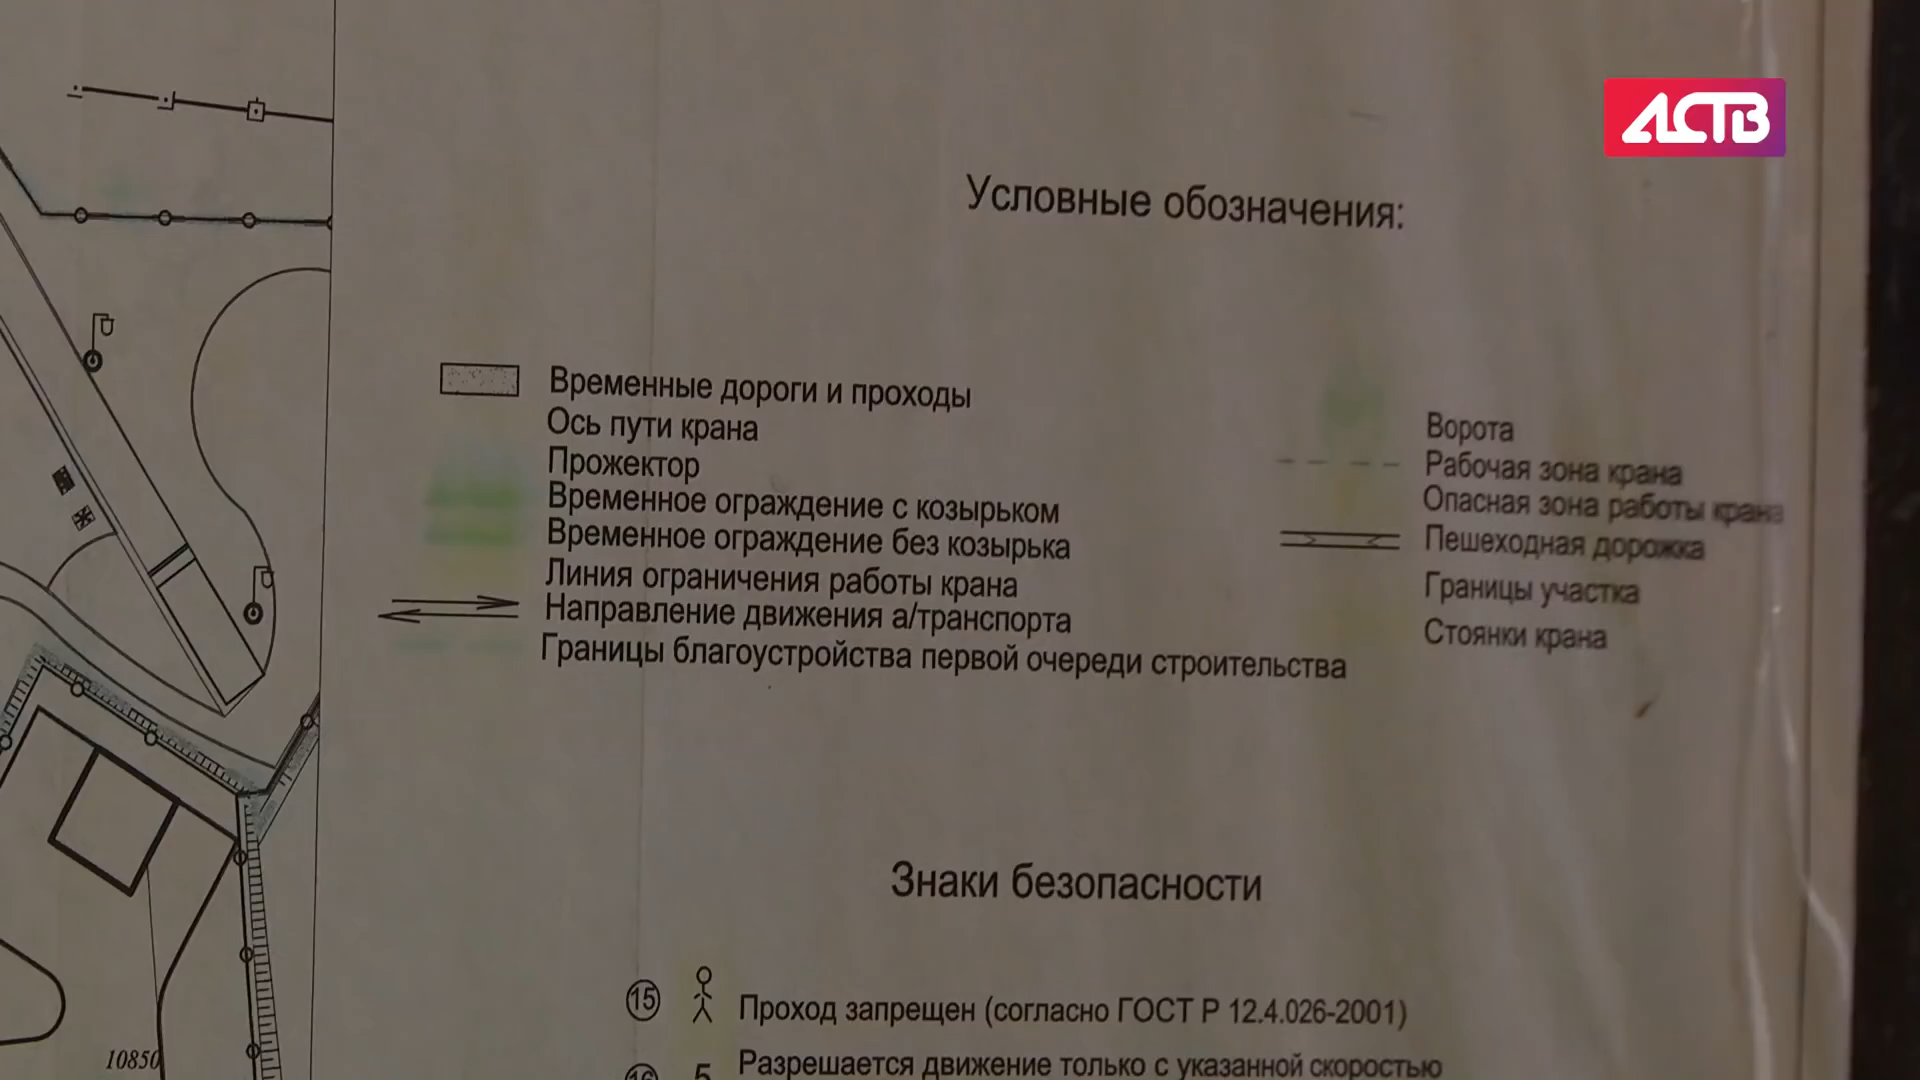 АСТВ
Условные обозначения:
Временные дороги и проходы
Ось пути крана
Прожектор
Временное ограждение с козырьком
Временное ограждение без козырька
Линия ограничения работы крана
Направление движения а/транспорта
Границы благоустройства первой очереди строительства
Ворота
Рабочая зона крана
Опасная зона работы крана
Пешеходная дорожка
Границы участка
Стоянки крана
Знаки безопасности
15 Проход запрещен (согласно ГОСТ Р 12.4.026-2001)
16 5 Разрешается движение только с указанной скоростью
10850